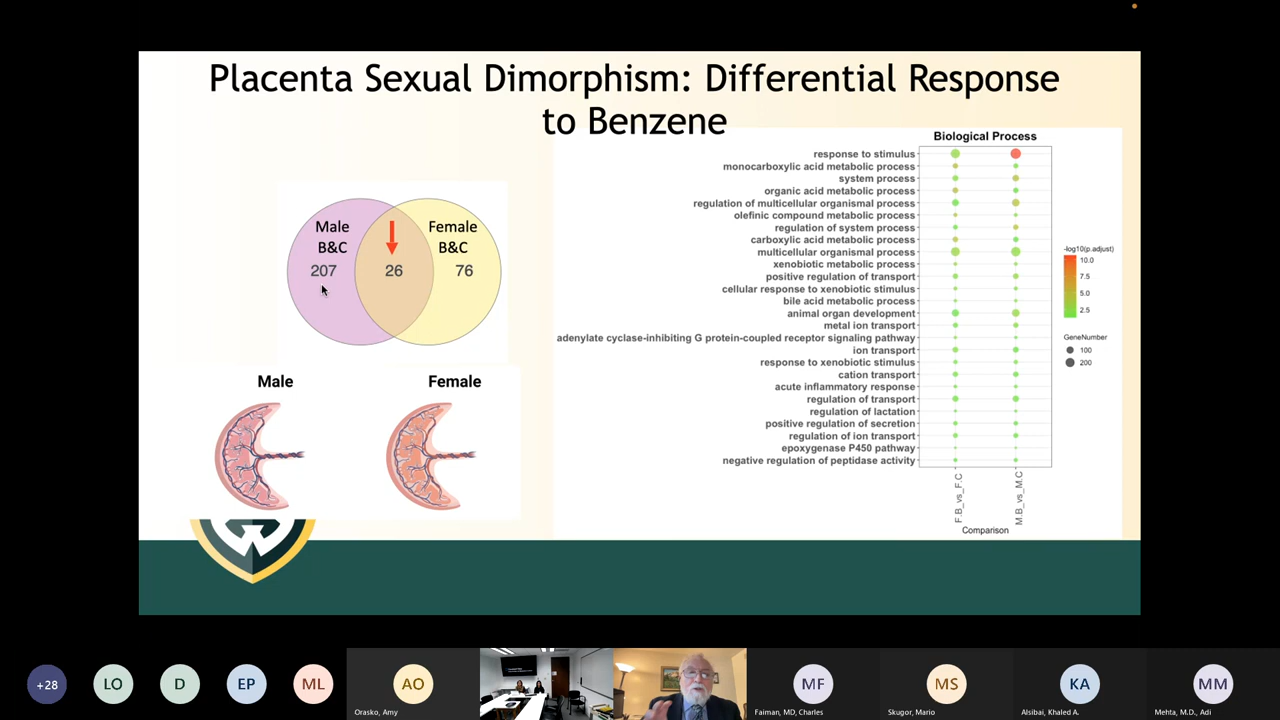 Placenta Sexual Dimorphism: Differential Response
to Benzene
Male
B&C
207
26
Female
B&C
76
Male
Female
Biological Process
response to stimulus
monocarboxylic acid metabolic process
system process
organic acid metabolic process
regulation of multicellular organismal process
olefinic compound metabolic process
regulation of system process
carboxylic acid metabolic process
multicellular organismal process
xenobiotic metabolic process
positive regulation of transport
cellular response to xenobiotic stimulus
bile acid metabolic process
animal organ development
metal ion transport
adenylate cyclase-inhibiting G protein-coupled receptor signaling pathway
ion transport
response to xenobiotic stimulus
cation transport
acute inflammatory response
regulation of transport
regulation of lactation
positive regulation of secretion
regulation of ion transport
epoxygenase P450 pathway
negative regulation of peptidase activity
F.B_vs_F.C
M.B_vs_M.C
Comparison
-log10(p.adjust)
10.0
7.5
5.0
2.5
GeneNumber
100
200
+28
LO
D
EP
ML
AO
Orasko, Amy
MF
Faiman, MD, Charles
MS
Skugor, Mario
KA
Alsibai, Khaled A.
MM
Mehta, M.D., Adi